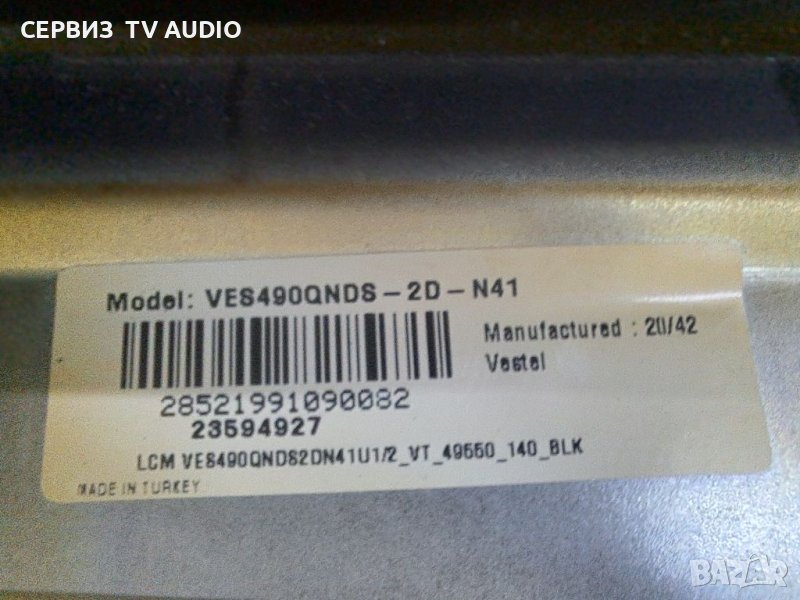 СЕРВИЗ TV AUDIO
Model: VES490QNDS-2D-N41
Manufactured : 20/42
Vestel
28521991090082
23594927
LCM VES490QNDS2DN41U1/2_VT_49550_140_BLK
MADE IN TURKEY
BAZAR